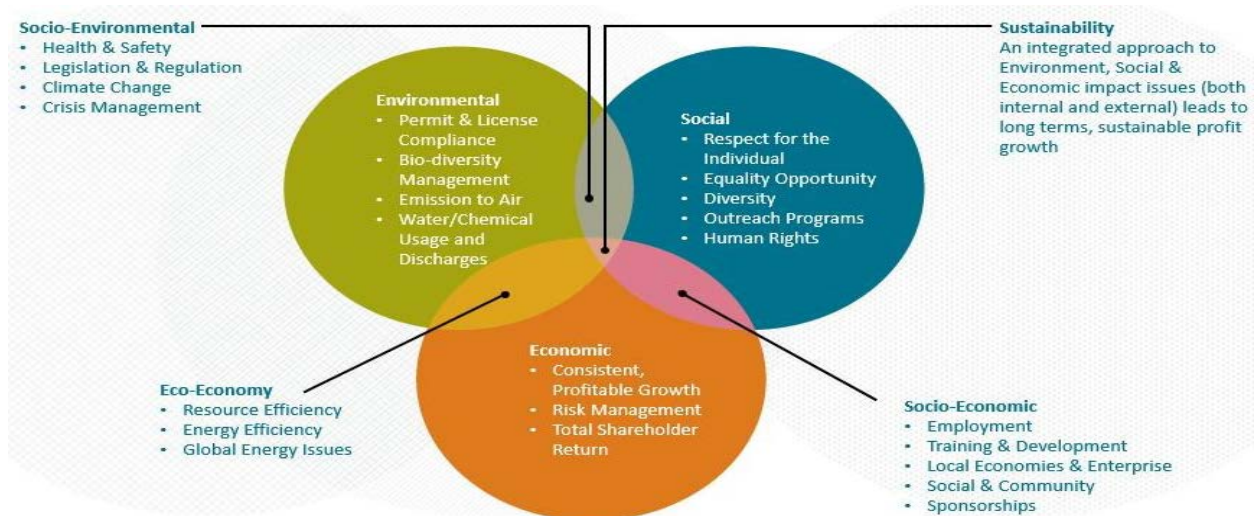 Socio-Environmental
• Health & Safety
• Legislation & Regulation
• Climate Change
• Crisis Management
Sustainability
An integrated approach to
Environment, Social &
Economic impact issues (both
internal and external) leads to
long terms, sustainable profit
growth
Environmental
• Permit & License
Compliance
• Bio-diversity
Management
• Emission to Air
• Water/Chemical
Usage and
Discharges
Social
• Respect for the
Individual
• Equality Opportunity
• Diversity
• Outreach Programs
• Human Rights
Economic
• Consistent,
Profitable Growth
• Risk Management
• Total Shareholder
Return
Eco-Economy
• Resource Efficiency
• Energy Efficiency
• Global Energy Issues
Socio-Economic
• Employment
• Training & Development
• Local Economies & Enterprise
• Social & Community
• Sponsorships